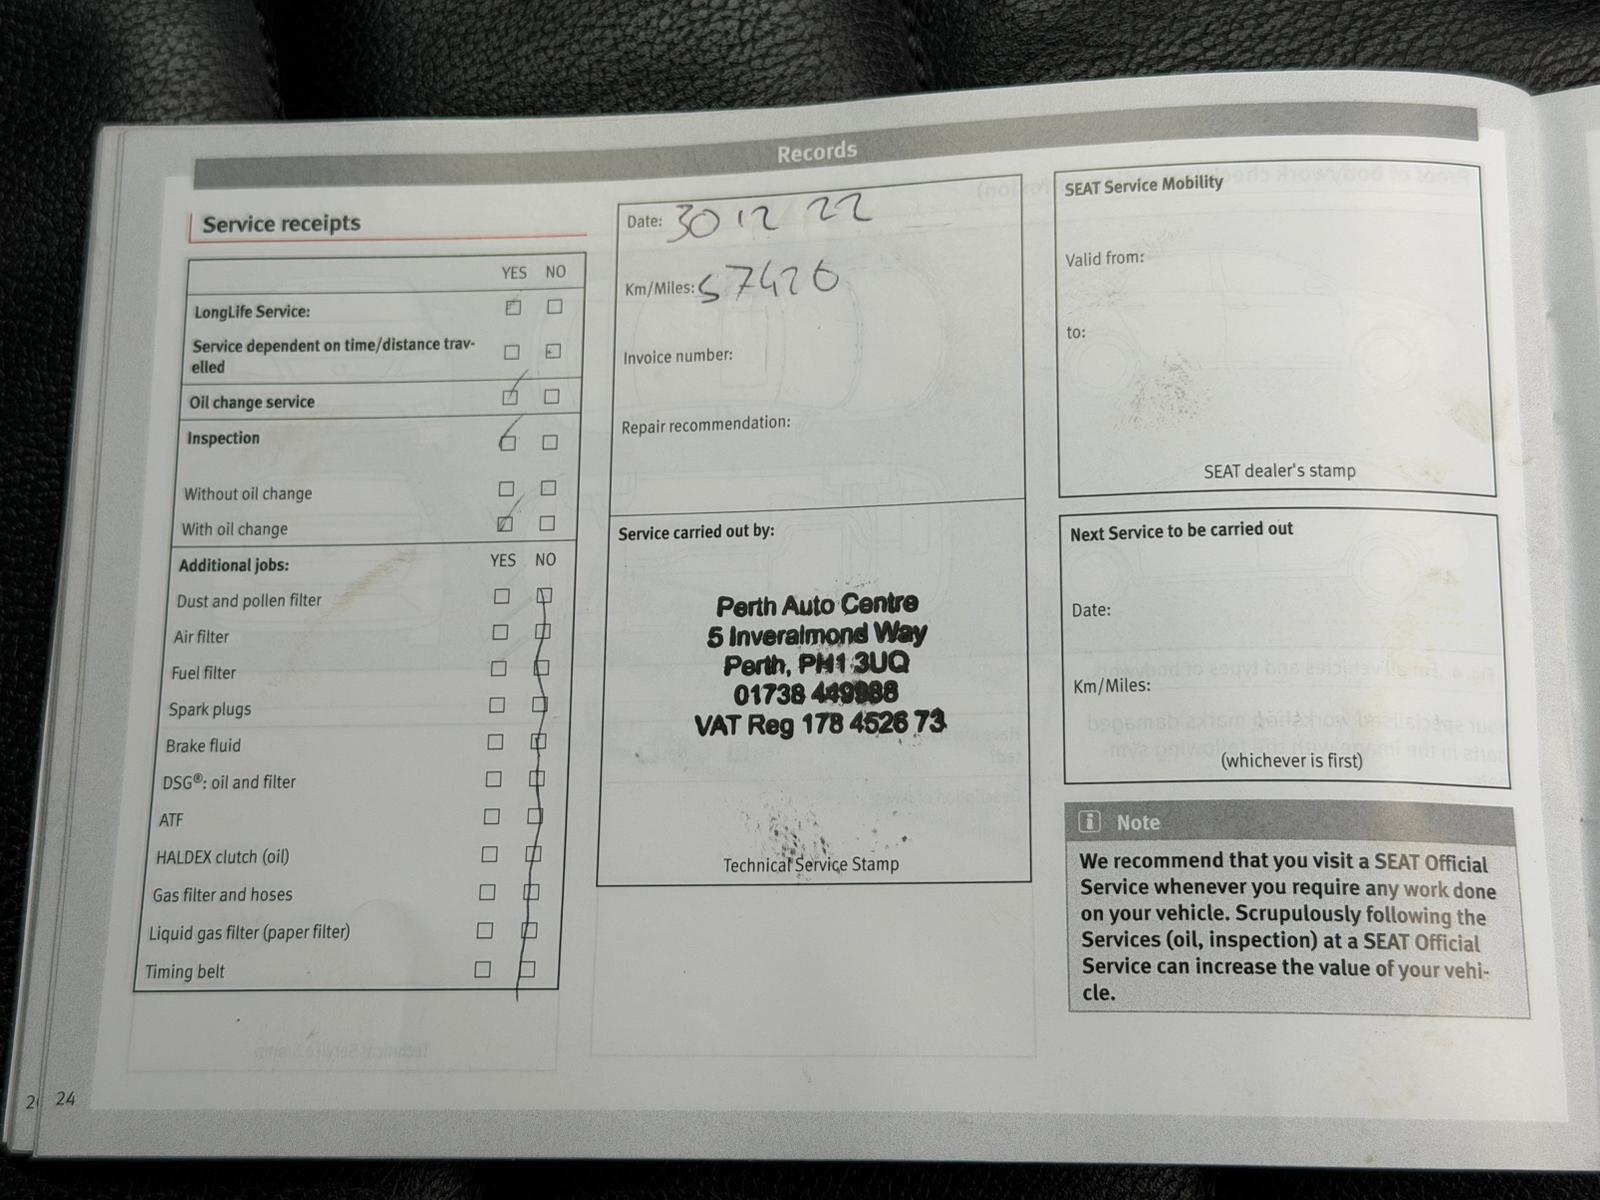 Records
Service receipts
YES NO
LongLife Service:
Service dependent on time/distance trav-
elled
Oil change service
Inspection
Without oil change
With oil change
Additional jobs: YES NO
Dust and pollen filter
Air filter
Fuel filter
Spark plugs
Brake fluid
DSG®: oil and filter
ATF
HALDEX clutch (oil)
Gas filter and hoses
Liquid gas filter (paper filter)
Timing belt
Date: 30 12 22
Km/Miles: 57426
Invoice number:
Repair recommendation:
Service carried out by:
Perth Auto Centre
5 Inveralmond Way
Perth, PH1 3UQ
01738 449988
VAT Reg 178 4526 73
Technical Service Stamp
SEAT Service Mobility
Valid from:
to:
SEAT dealer's stamp
Next Service to be carried out
Date:
Km/Miles:
(whichever is first)
Note
We recommend that you visit a SEAT Official
Service whenever you require any work done
on your vehicle. Scrupulously following the
Services (oil, inspection) at a SEAT Official
Service can increase the value of your vehi-
cle.
24